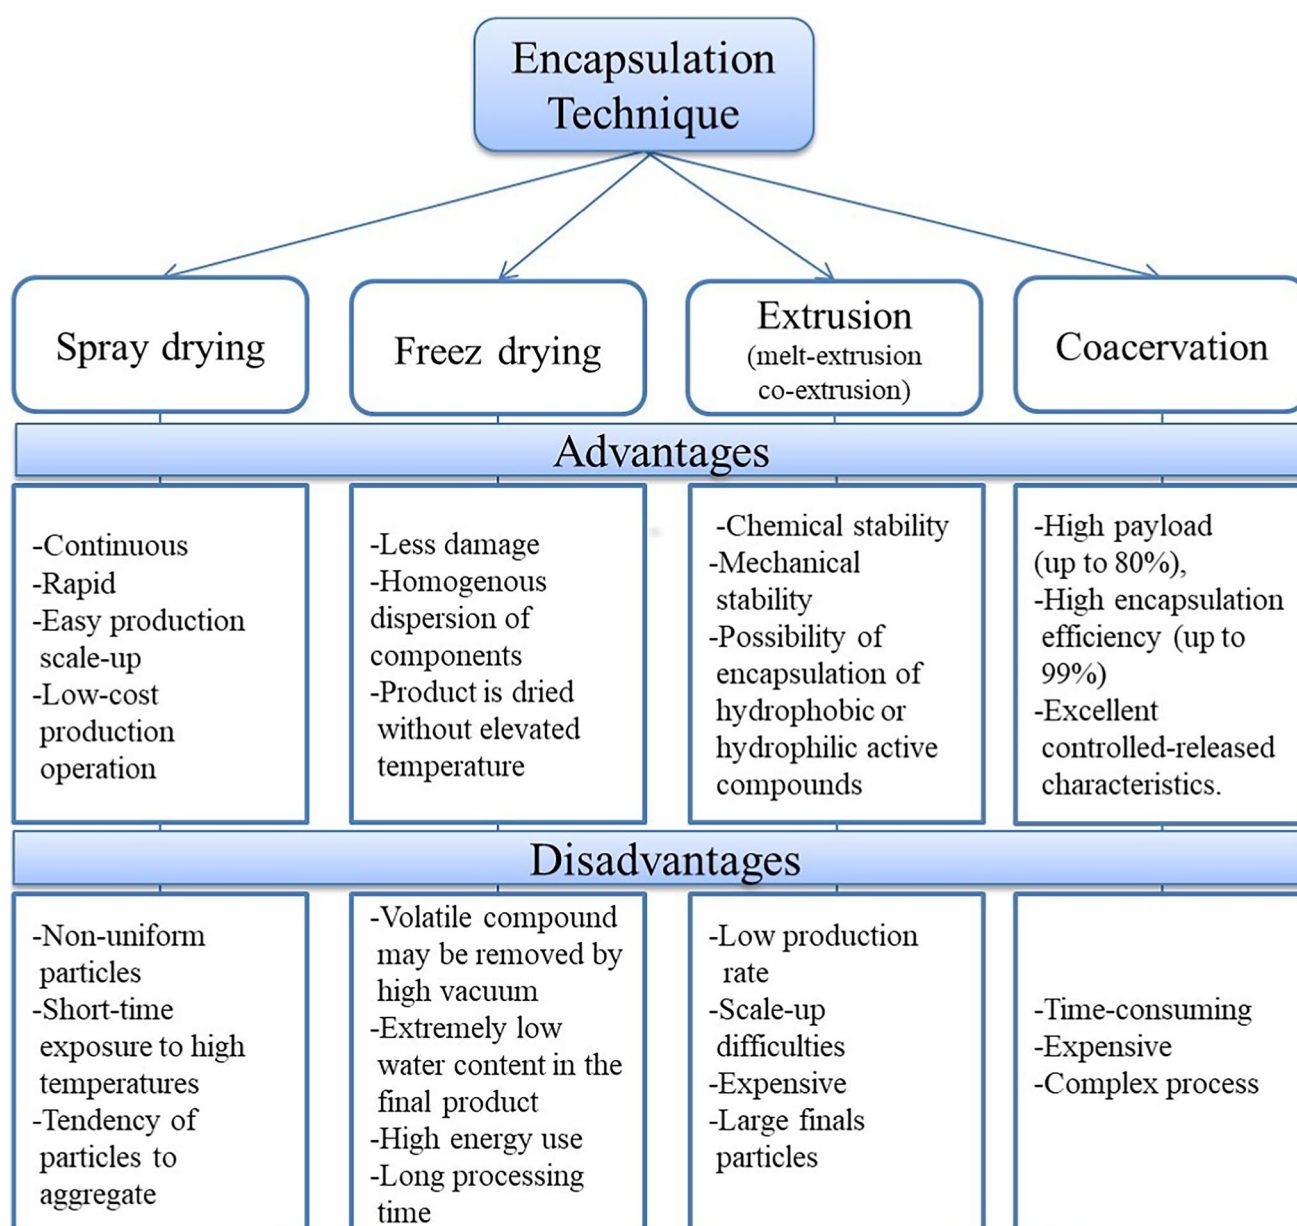 Encapsulation
Technique
Spray drying
Freez drying
Extrusion
(melt-extrusion
co-extrusion)
Coacervation
Advantages
-Continuous
-Rapid
-Easy production
scale-up
-Low-cost
production
operation
-Less damage
-Homogenous
dispersion of
components
-Product is dried
without elevated
temperature
-Chemical stability
-Mechanical
stability
-Possibility of
encapsulation of
hydrophobic or
hydrophilic active
compounds
-High payload
(up to 80%),
-High encapsulation
efficiency (up to
99%)
-Excellent
controlled-released
characteristics.
Disadvantages
-Non-uniform
particles
-Short-time
exposure to high
temperatures
-Tendency of
particles to
aggregate
-Volatile compound
may be removed by
high vacuum
-Extremely low
water content in the
final product
-High energy use
-Long processing
time
-Low production
rate
-Scale-up
difficulties
-Expensive
-Large finals
particles
-Time-consuming
-Expensive
-Complex process